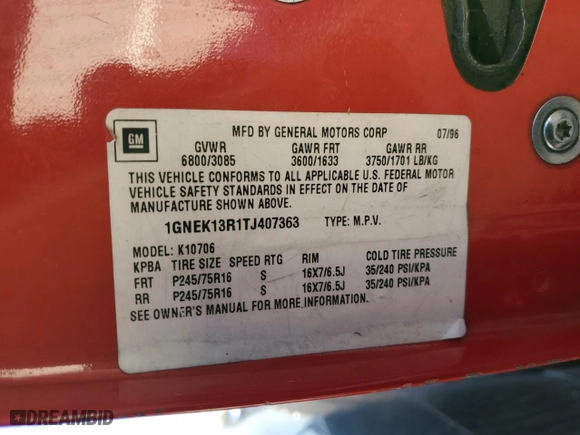 GM
MFD BY GENERAL MOTORS CORP 07/96
GVWR GAWR FRT GAWR RR
6800/3085 3600/1633 3750/1701 LB/KG
THIS VEHICLE CONFORMS TO ALL APPLICABLE U.S. FEDERAL MOTOR
VEHICLE SAFETY STANDARDS IN EFFECT ON THE DATE OF
MANUFACTURE SHOWN ABOVE.
1GNEK13R1TJ407363 TYPE: M.P.V.
MODEL: K10706
KPBA TIRE SIZE SPEED RTG RIM COLD TIRE PRESSURE
FRT P245/75R16 S 16X7/6.5J 35/240 PSI/KPA
RR P245/75R16 S 16X7/6.5J 35/240 PSI/KPA
SEE OWNER'S MANUAL FOR MORE INFORMATION.
DREAMBID